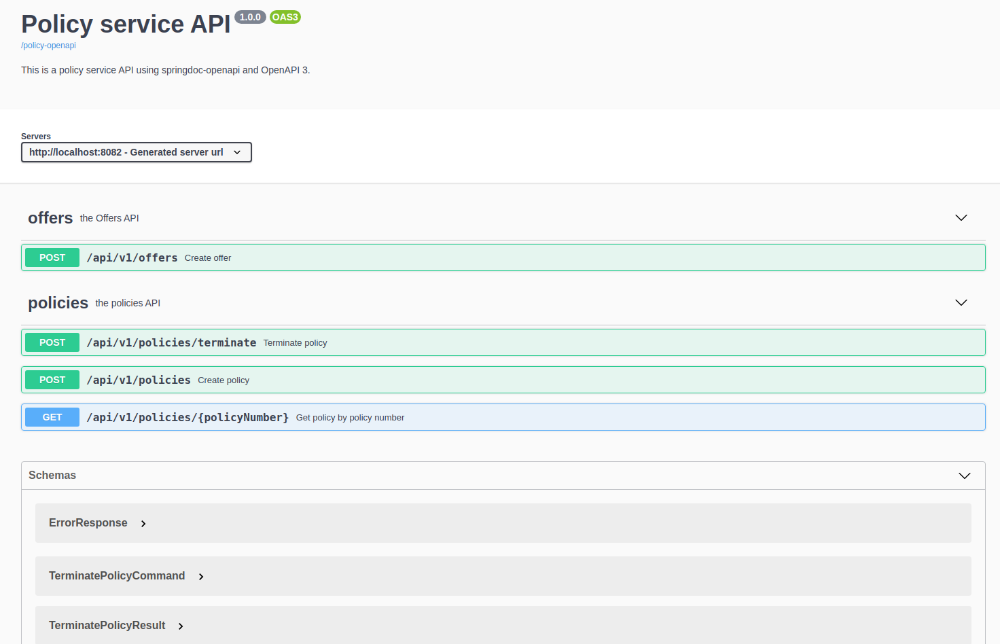 Policy service API 1.0.0 OAS3
/policy-openapi
This is a policy service API using springdoc-openapi and OpenAPI 3.
Servers
http://localhost:8082 - Generated server url
offers the Offers API
POST /api/v1/offers Create offer
policies the policies API
POST /api/v1/policies/terminate Terminate policy
POST /api/v1/policies Create policy
GET /api/v1/policies/{policyNumber} Get policy by policy number
Schemas
ErrorResponse
TerminatePolicyCommand
TerminatePolicyResult